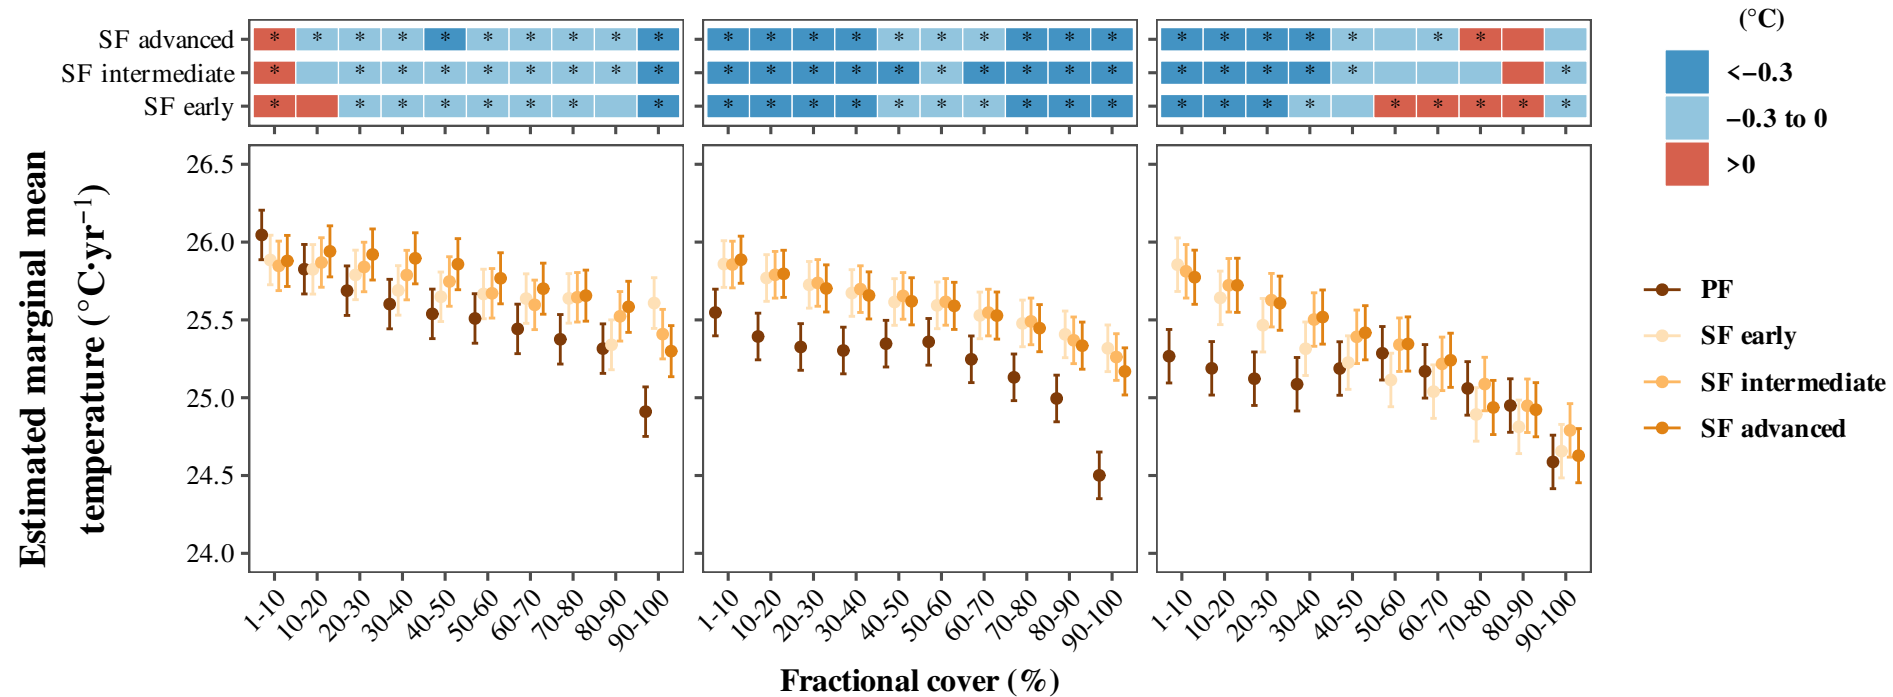 SF advanced * * * * * * * * * * * * * * * * * * * * * * * * * * *
SF intermediate * * * * * * * * * * * * * * * * * * * * * * * * *
SF early * * * * * * * * * * * * * * * * * * * * * * * * * * *
(°C)
<−0.3
−0.3 to 0
>0
Estimated marginal mean
temperature (°C·yr⁻¹)
26.5
26.0
25.5
25.0
24.5
24.0
PF
SF early
SF intermediate
SF advanced
1-10 10-20 20-30 30-40 40-50 50-60 60-70 70-80 80-90 90-100
1-10 10-20 20-30 30-40 40-50 50-60 60-70 70-80 80-90 90-100
1-10 10-20 20-30 30-40 40-50 50-60 60-70 70-80 80-90 90-100
Fractional cover (%)